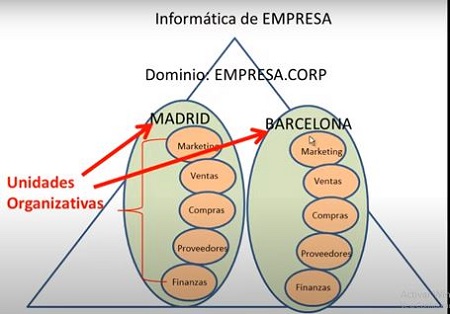 Informática de EMPRESA
Dominio: EMPRESA.CORP
MADRID
BARCELONA
Marketing
Ventas
Compras
Proveedores
Finanzas
Marketing
Ventas
Compras
Proveedores
Finanzas
Unidades
Organizativas